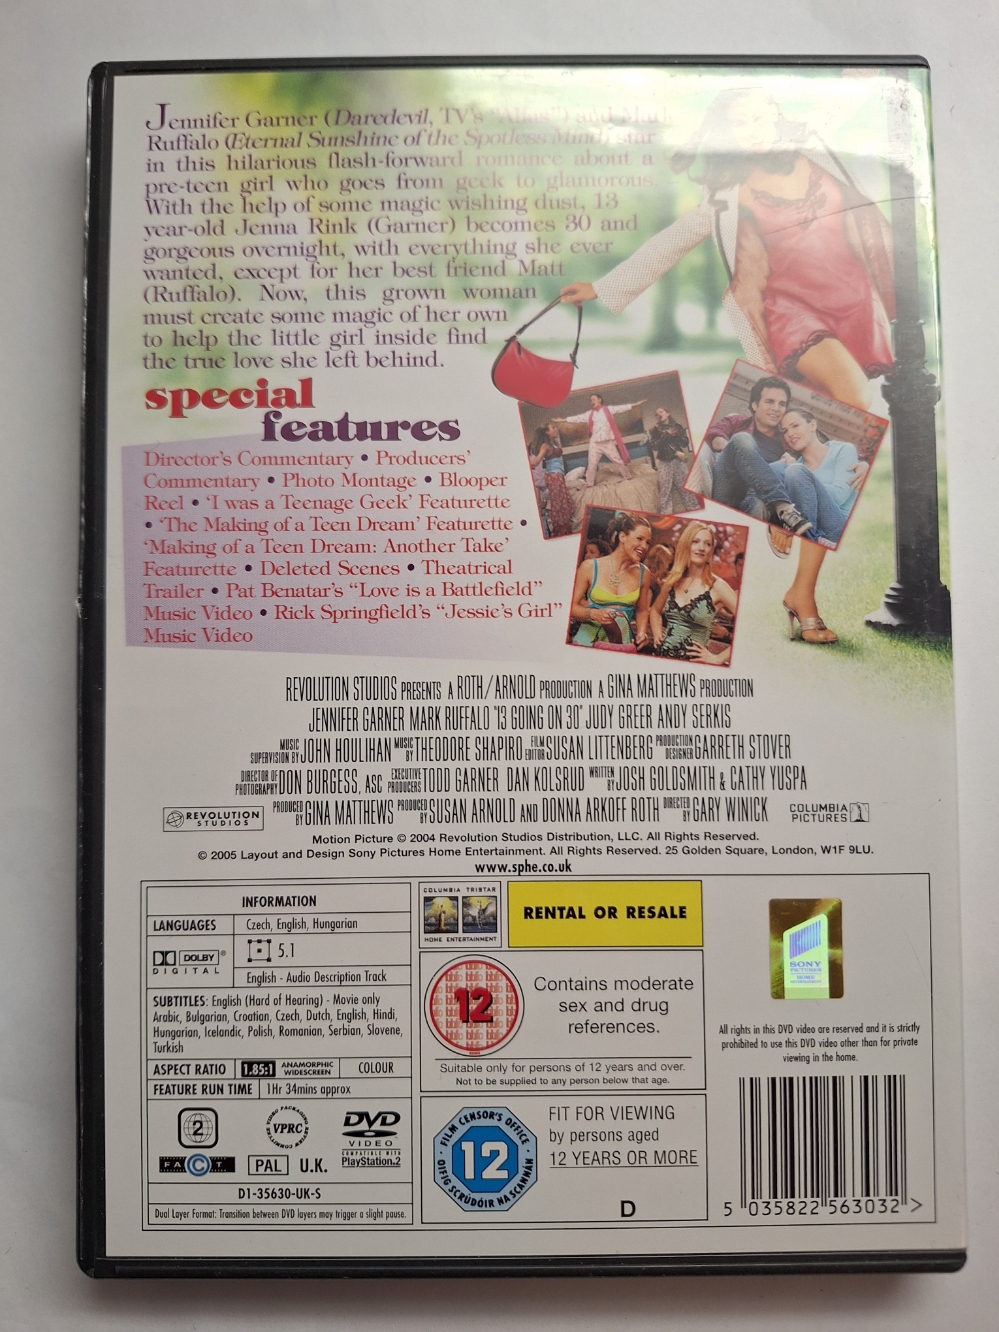 Jennifer Garner (Daredevil, TV's "Alias") and Mark
Ruffalo (Eternal Sunshine of the Spotless Mind) star
in this hilarious flash-forward romance about a
pre-teen girl who goes from geek to glamorous.
With the help of some magic wishing dust, 13
year-old Jenna Rink (Garner) becomes 30 and
gorgeous overnight, with everything she ever
wanted, except for her best friend Matt
(Ruffalo). Now, this grown woman
must create some magic of her own
to help the little girl inside find
the true love she left behind.
special
features
Director's Commentary • Producers'
Commentary • Photo Montage • Blooper
Reel • 'I was a Teenage Geek' Featurette
• 'The Making of a Teen Dream' Featurette •
'Making of a Teen Dream: Another Take'
Featurette • Deleted Scenes • Theatrical
Trailer • Pat Benatar's "Love is a Battlefield"
Music Video • Rick Springfield's "Jessie's Girl"
Music Video
REVOLUTION STUDIOS PRESENTS A ROTH/ARNOLD PRODUCTION A GINA MATTHEWS PRODUCTION
JENNIFER GARNER MARK RUFFALO "13 GOING ON 30" JUDY GREER ANDY SERKIS
MUSIC SUPERVISION BY JOHN HOULIHAN MUSIC BY THEODORE SHAPIRO FILM EDITOR SUSAN LITTENBERG PRODUCTION DESIGNER GARRETH STOVER
DIRECTOR OF PHOTOGRAPHY DON BURGESS, ASC EXECUTIVE PRODUCERS TODD GARNER DAN KOLSRUD WRITTEN BY JOSH GOLDSMITH & CATHY YUSPA
PRODUCED BY GINA MATTHEWS PRODUCED BY SUSAN ARNOLD AND DONNA ARKOFF ROTH DIRECTED BY GARY WINICK
REVOLUTION STUDIOS
COLUMBIA PICTURES
Motion Picture © 2004 Revolution Studios Distribution, LLC. All Rights Reserved.
© 2005 Layout and Design Sony Pictures Home Entertainment. All Rights Reserved. 25 Golden Square, London, W1F 9LU.
www.sphe.co.uk
INFORMATION
LANGUAGES Czech, English, Hungarian
DOLBY DIGITAL 5.1
English - Audio Description Track
SUBTITLES: English (Hard of Hearing) - Movie only
Arabic, Bulgarian, Croatian, Czech, Dutch, English, Hindi,
Hungarian, Icelandic, Polish, Romanian, Serbian, Slovene,
Turkish
ASPECT RATIO 1.85:1 ANAMORPHIC WIDESCREEN COLOUR
FEATURE RUN TIME 1Hr 34mins approx
2
VIDEO PACKAGING REVIEW COMMITTEE VPRC
DVD VIDEO
COMPATIBLE WITH
PlayStation.2
FACT PAL U.K.
D1-35630-UK-S
Dual Layer Format: Transition between DVD layers may trigger a slight pause.
COLUMBIA TRISTAR
HOME ENTERTAINMENT
RENTAL OR RESALE
12
bbfc
Contains moderate
sex and drug
references.
Suitable only for persons of 12 years and over.
Not to be supplied to any person below that age.
FILM CENSOR'S OFFICE
12
OIFIG SCRÚDÓIR NA SCANNÁN
FIT FOR VIEWING
by persons aged
12 YEARS OR MORE
D
SONY
PICTURES
HOME
ENTERTAINMENT
All rights in this DVD video are reserved and it is strictly
prohibited to use this DVD video other than for private
viewing in the home.
5 035822 563032 >